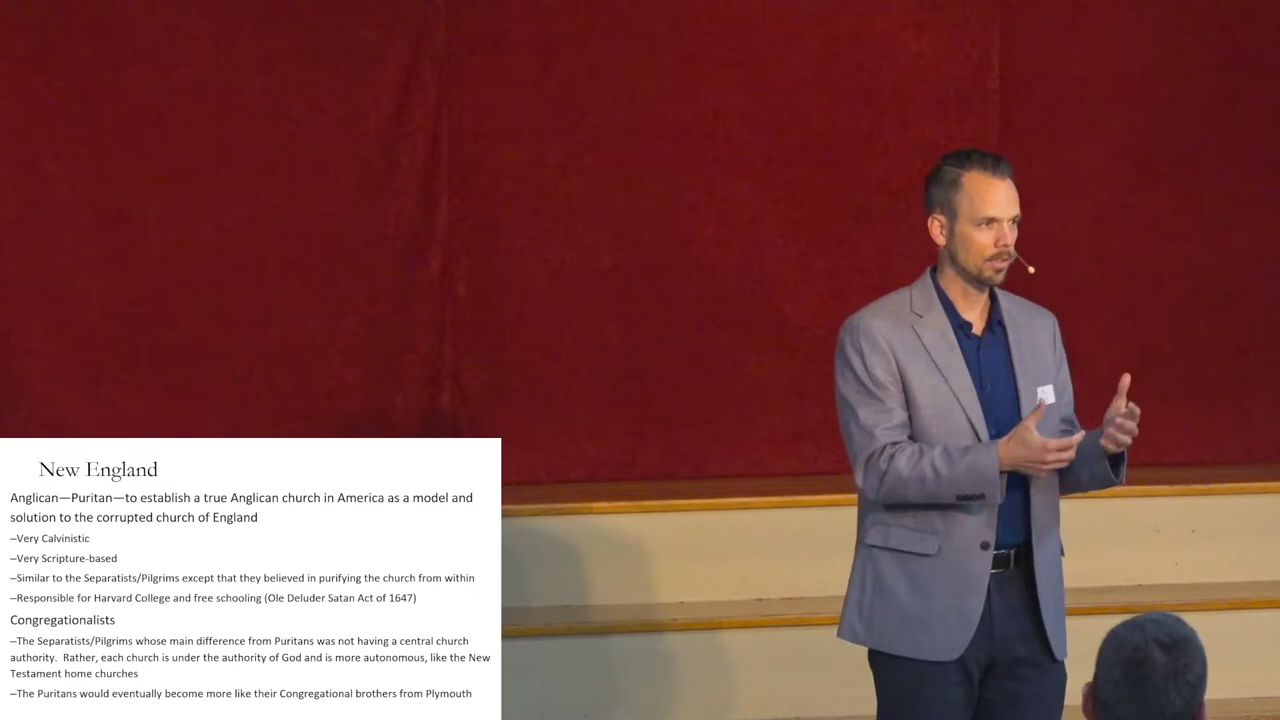 New England
Anglican—Puritan—to establish a true Anglican church in America as a model and
solution to the corrupted church of England
–Very Calvinistic
–Very Scripture-based
–Similar to the Separatists/Pilgrims except that they believed in purifying the church from within
–Responsible for Harvard College and free schooling (Ole Deluder Satan Act of 1647)
Congregationalists
–The Separatists/Pilgrims whose main difference from Puritans was not having a central church
authority.  Rather, each church is under the authority of God and is more autonomous, like the New
Testament home churches
–The Puritans would eventually become more like their Congregational brothers from Plymouth